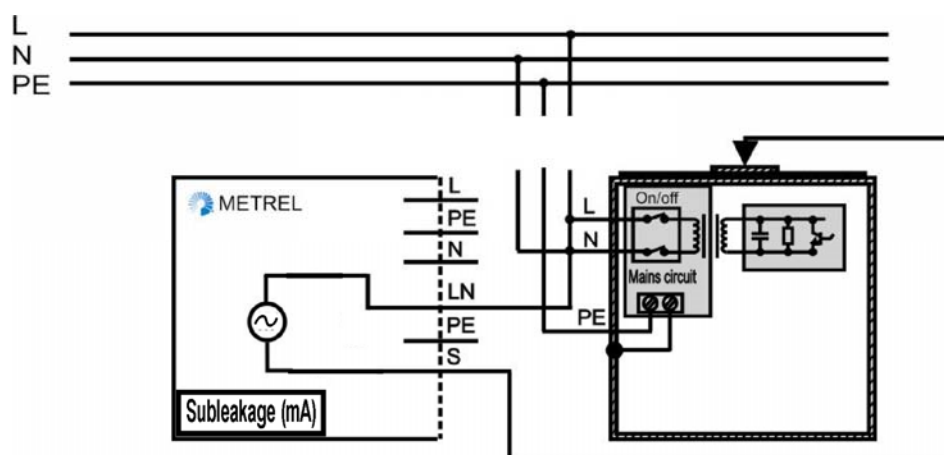 L
N
PE
METREL
L
PE
N
LN
PE
S
Subleakage (mA)
L
N
PE
On/off
Mains circuit